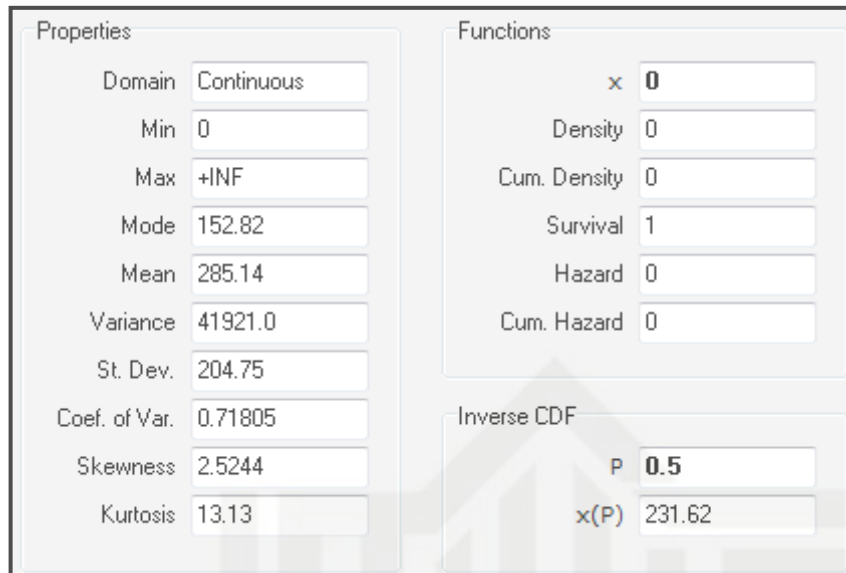 Properties
Domain Continuous
Min 0
Max +INF
Mode 152.82
Mean 285.14
Variance 41921.0
St. Dev. 204.75
Coef. of Var. 0.71805
Skewness 2.5244
Kurtosis 13.13
Functions
x 0
Density 0
Cum. Density 0
Survival 1
Hazard 0
Cum. Hazard 0
Inverse CDF
P 0.5
x(P) 231.62